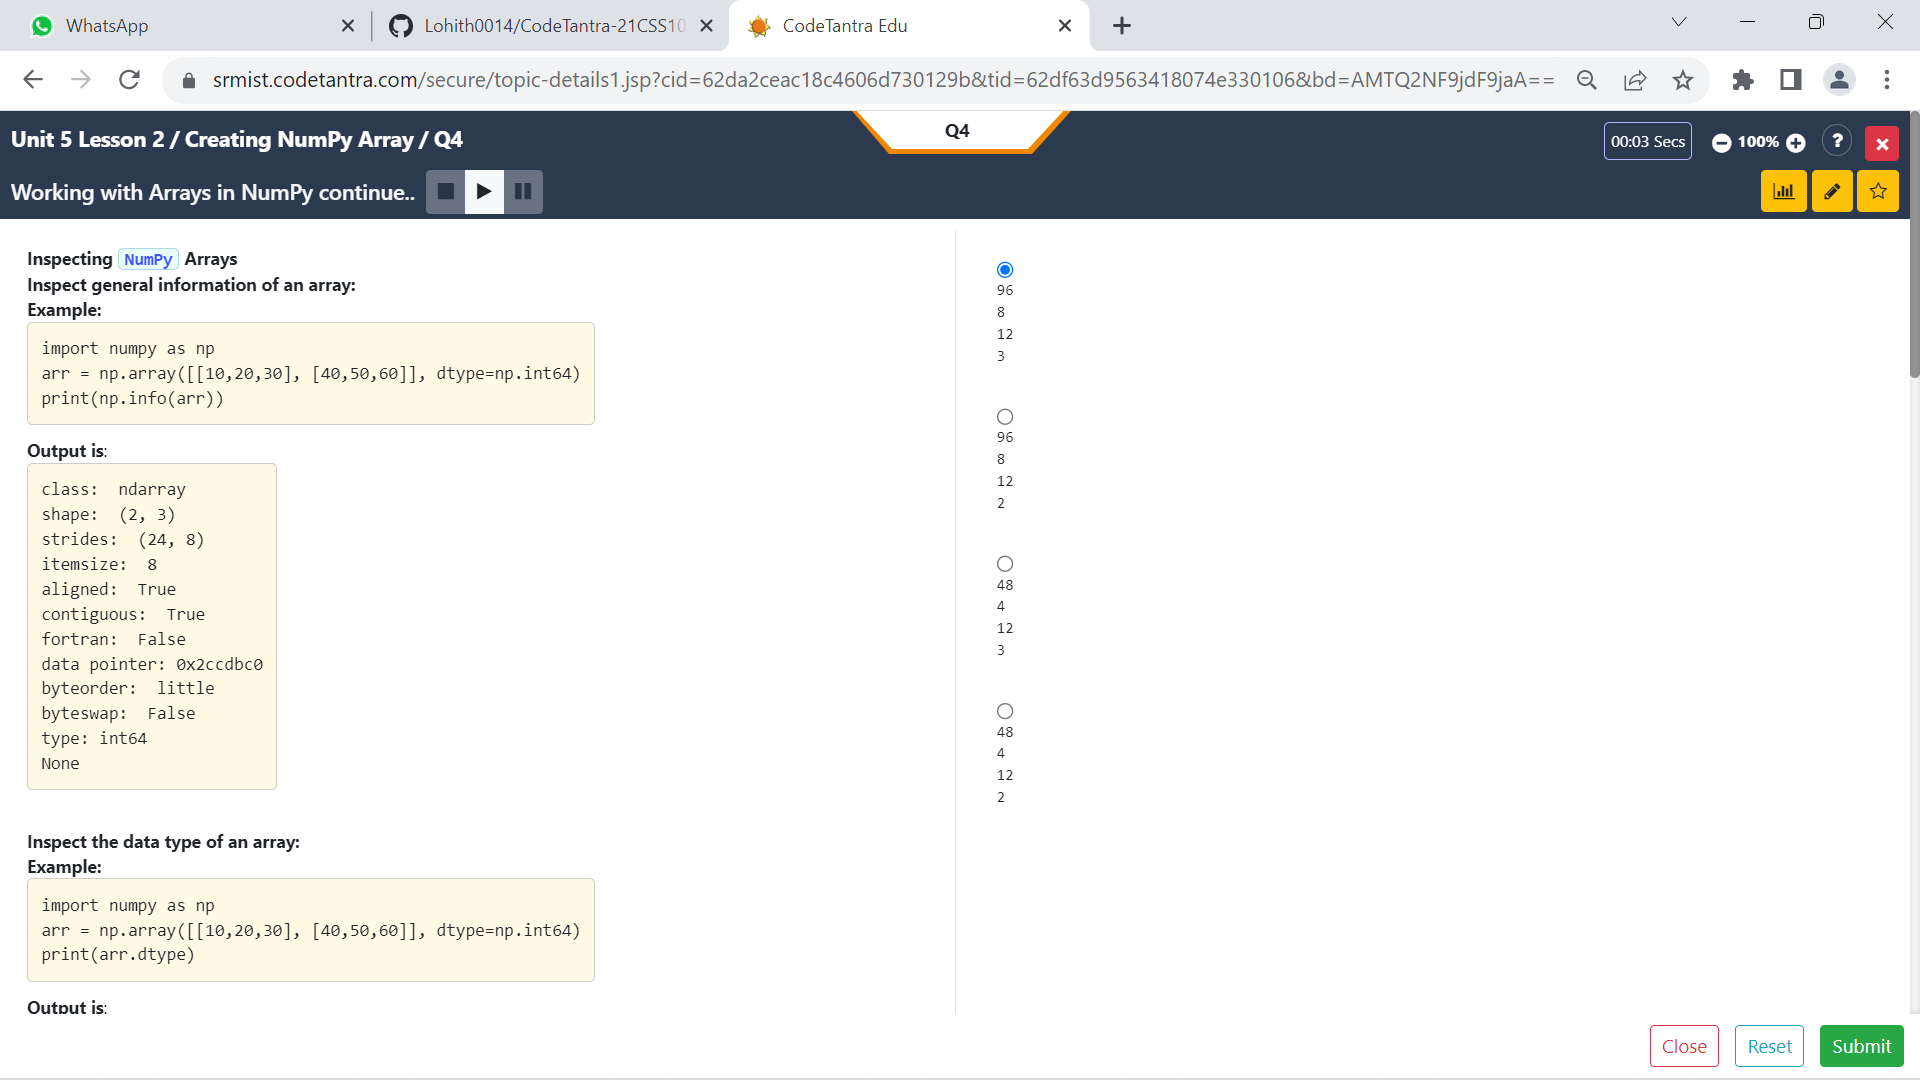 WhatsApp
Lohith0014/CodeTantra-21CSS10
CodeTantra Edu
srmist.codetantra.com/secure/topic-details1.jsp?cid=62da2ceac18c4606d730129b&tid=62df63d9563418074e330106&bd=AMTQ2NF9jdF9jaA==
Unit 5 Lesson 2 / Creating NumPy Array / Q4
Q4
00:03 Secs
100%
?
Working with Arrays in NumPy continue..
Inspecting NumPy Arrays
Inspect general information of an array:
Example:
import numpy as np
arr = np.array([[10,20,30], [40,50,60]], dtype=np.int64)
print(np.info(arr))
Output is:
class:  ndarray
shape:  (2, 3)
strides:  (24, 8)
itemsize:  8
aligned:  True
contiguous:  True
fortran:  False
data pointer: 0x2ccdbc0
byteorder:  little
byteswap:  False
type: int64
None
Inspect the data type of an array:
Example:
import numpy as np
arr = np.array([[10,20,30], [40,50,60]], dtype=np.int64)
print(arr.dtype)
Output is:
96
8
12
3
96
8
12
2
48
4
12
3
48
4
12
2
Close
Reset
Submit